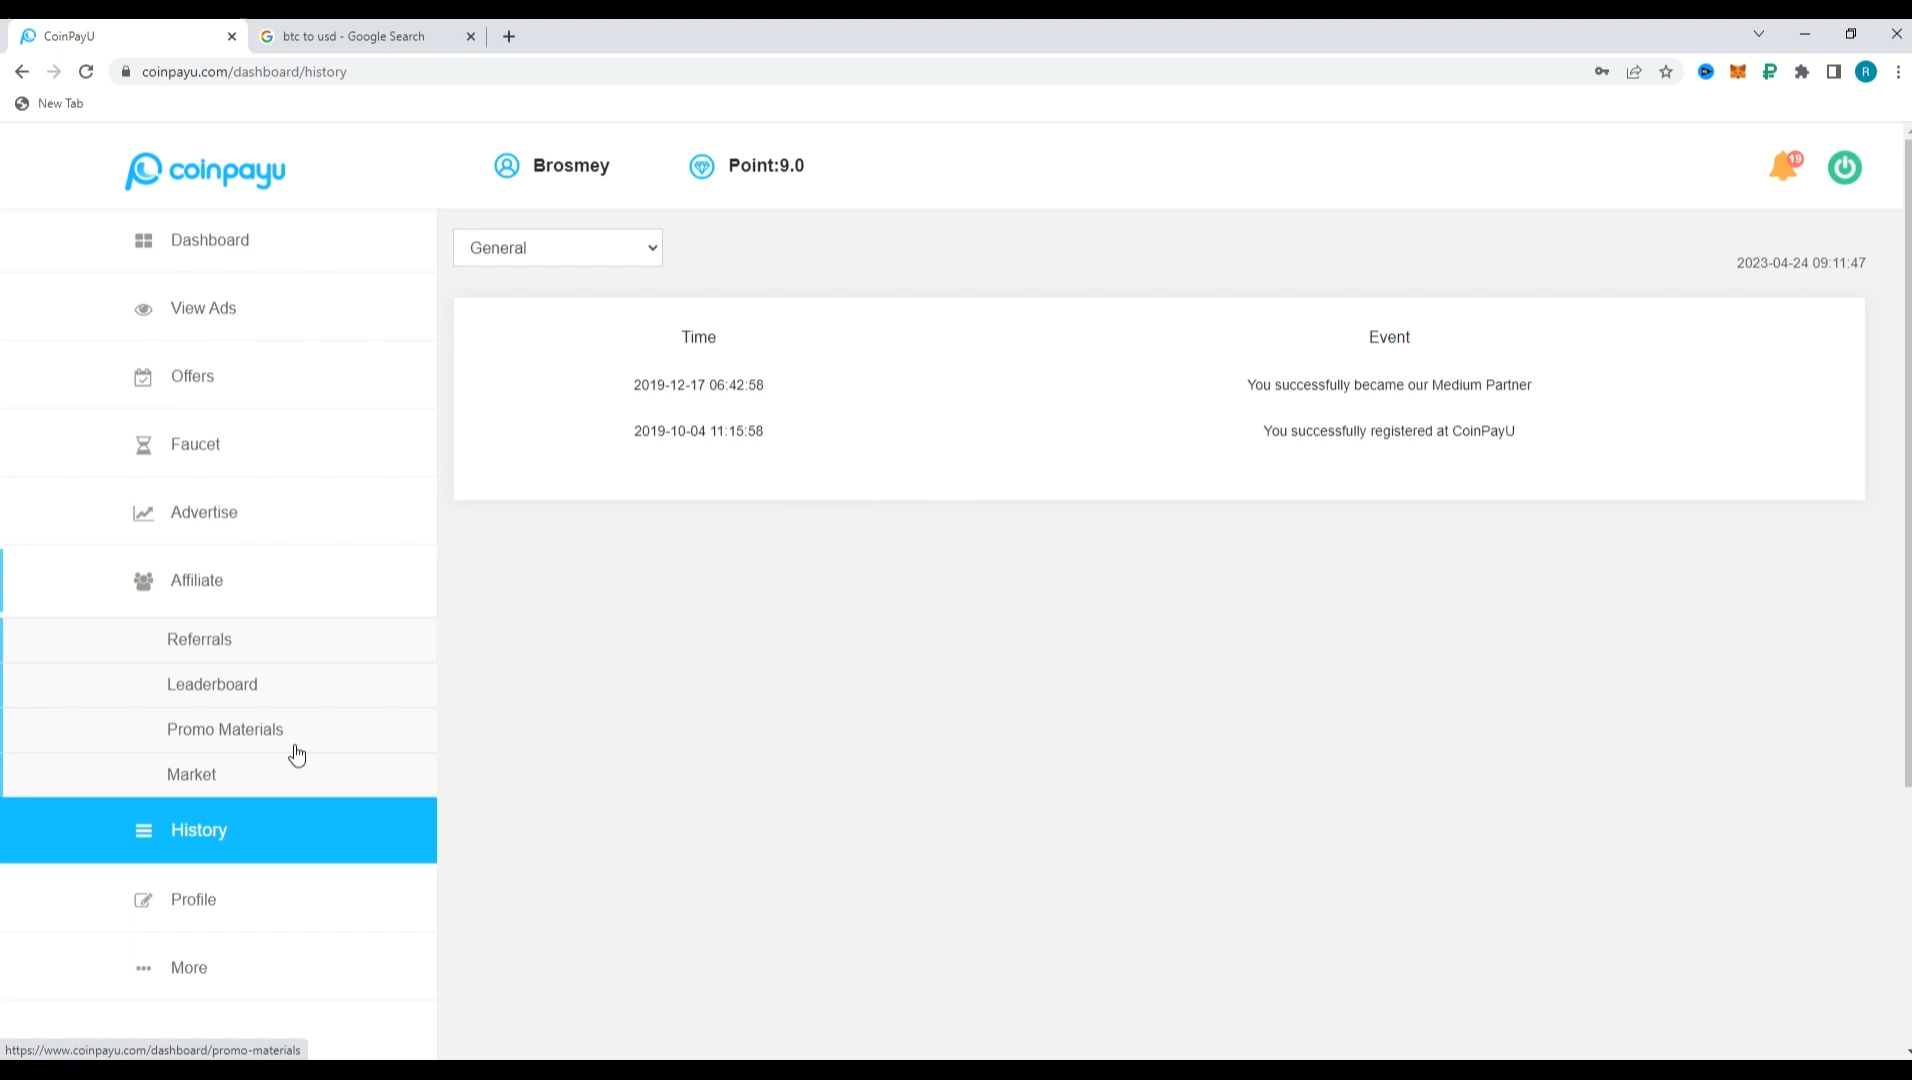 CoinPayU
btc to usd - Google Search
coinpayu.com/dashboard/history
R
New Tab
coinpayu
Brosmey
Point:9.0
19
Dashboard
View Ads
Offers
Faucet
Advertise
Affiliate
Referrals
Leaderboard
Promo Materials
Market
History
Profile
More
General
2023-04-24 09:11:47
Time Event
2019-12-17 06:42:58 You successfully became our Medium Partner
2019-10-04 11:15:58 You successfully registered at CoinPayU
https://www.coinpayu.com/dashboard/promo-materials